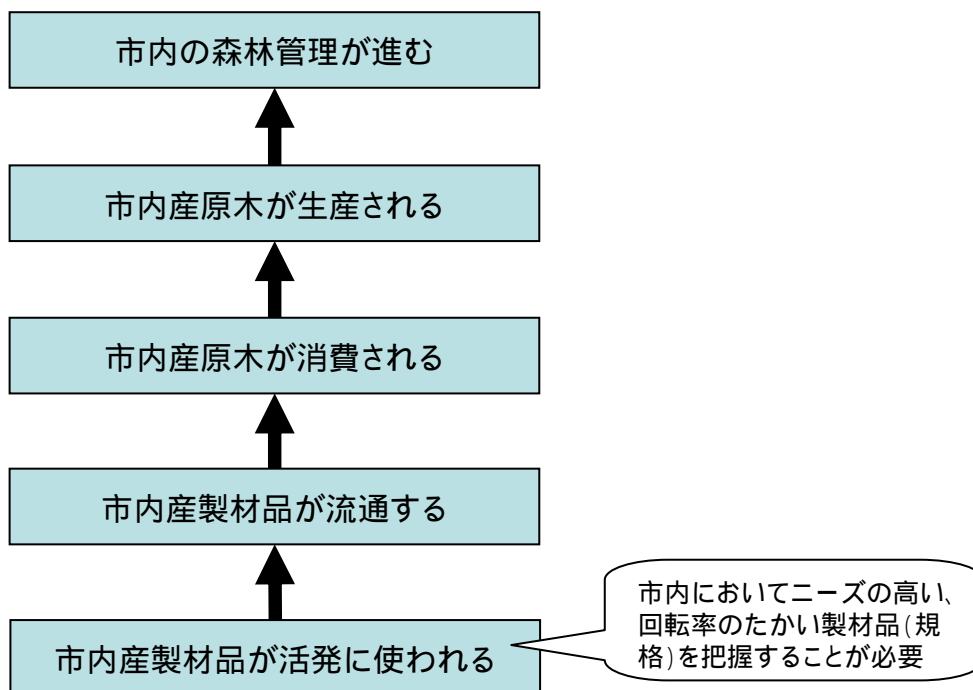 市内の森林管理が進む
市内産原木が生産される
市内産原木が消費される
市内産製材品が流通する
市内産製材品が活発に使われる
市内においてニーズの高い、
回転率のたかい製材品(規
格)を把握することが必要